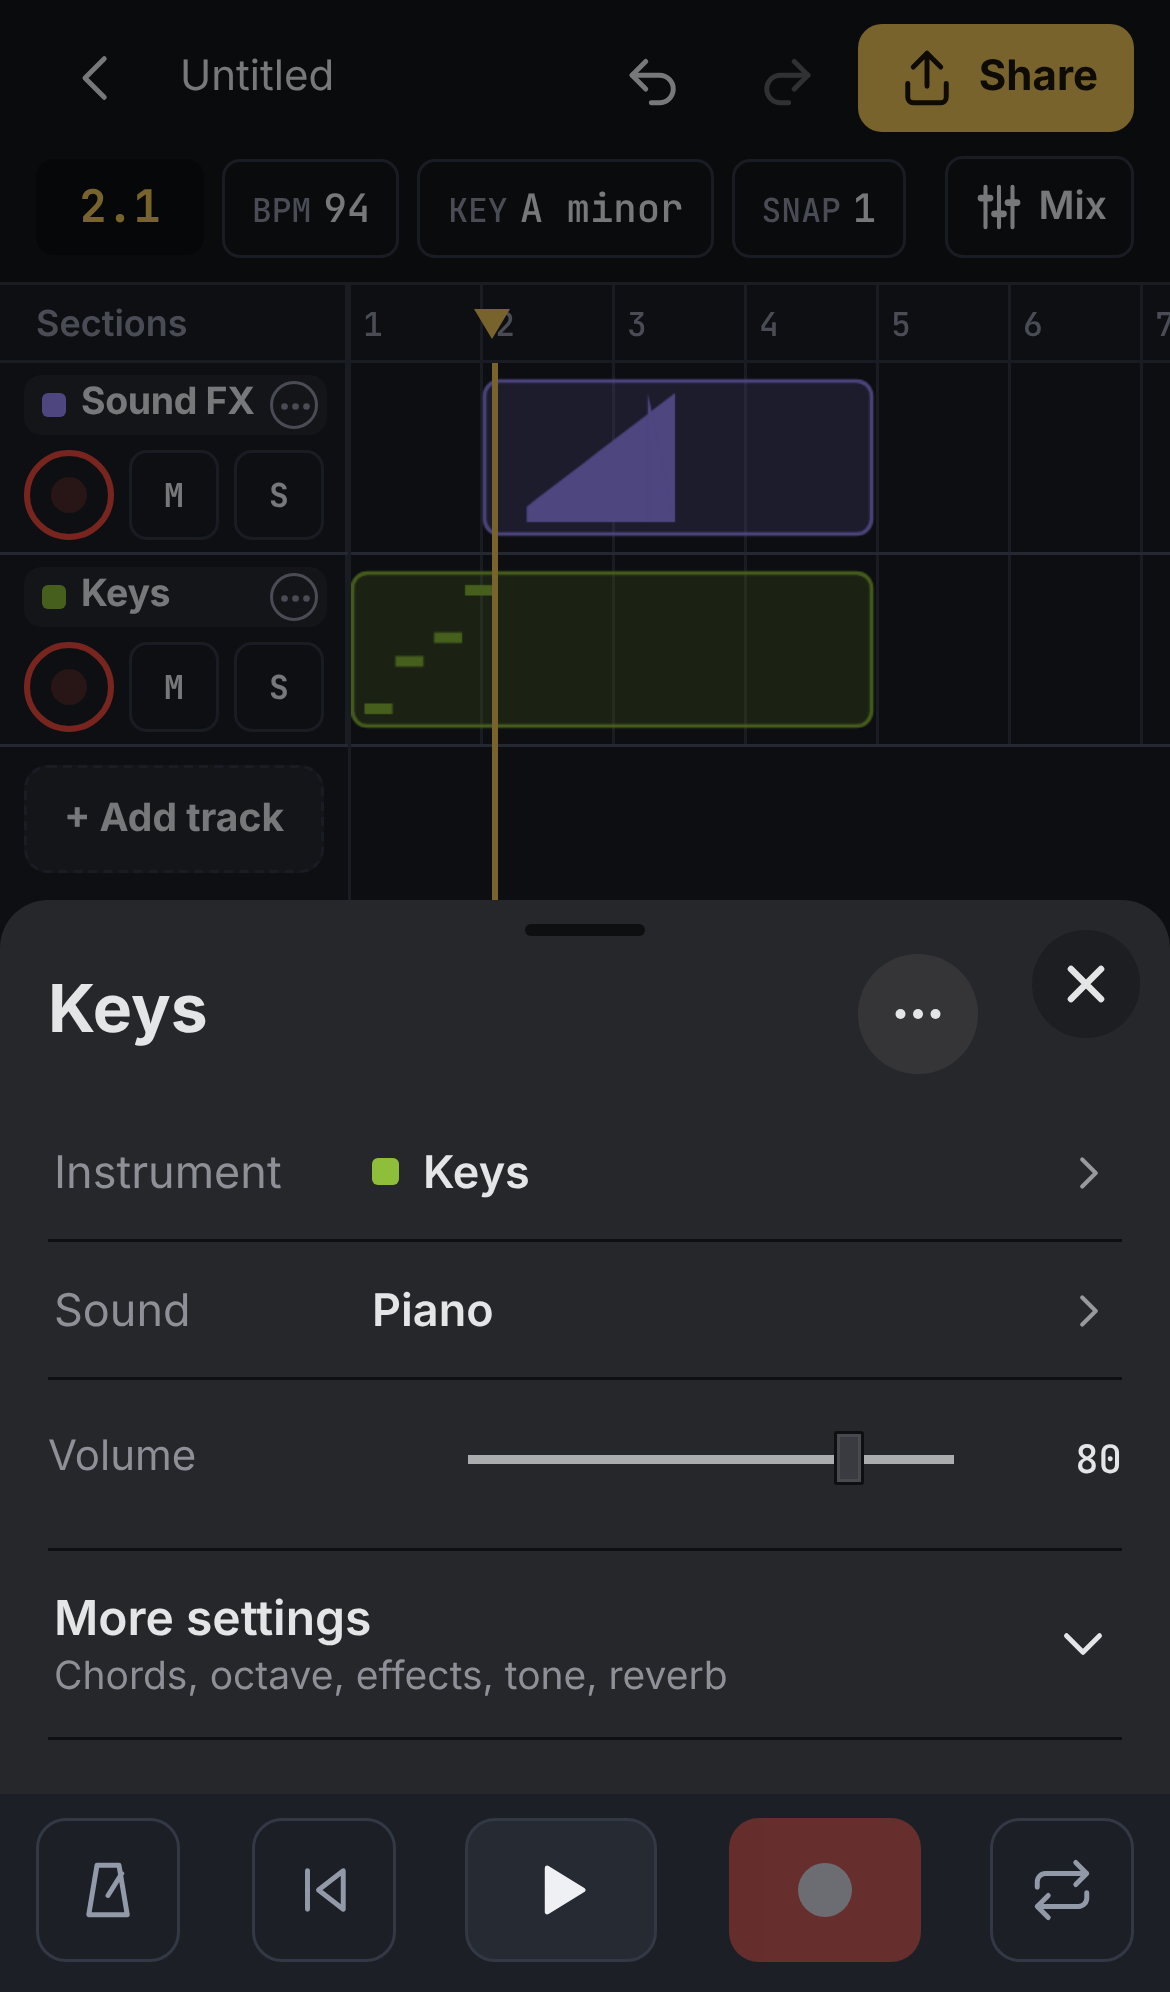 Untitled
Share
2.1
BPM 94
KEY A minor
SNAP 1
Mix
Sections
1 2 3 4 5 6 7
Sound FX
M S
Keys
M S
+ Add track
Keys
Instrument Keys
Sound Piano
Volume 80
More settings
Chords, octave, effects, tone, reverb